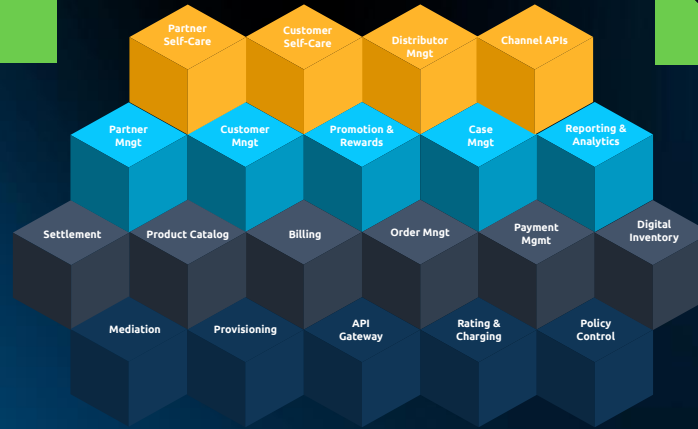 Partner
Self-Care
Customer
Self-Care
Distributor
Mngt
Channel APIs
Partner
Mngt
Customer
Mngt
Promotion &
Rewards
Case
Mngt
Reporting &
Analytics
Settlement
Product Catalog
Billing
Order Mngt
Payment
Mgmt
Digital
Inventory
Mediation
Provisioning
API
Gateway
Rating &
Charging
Policy
Control